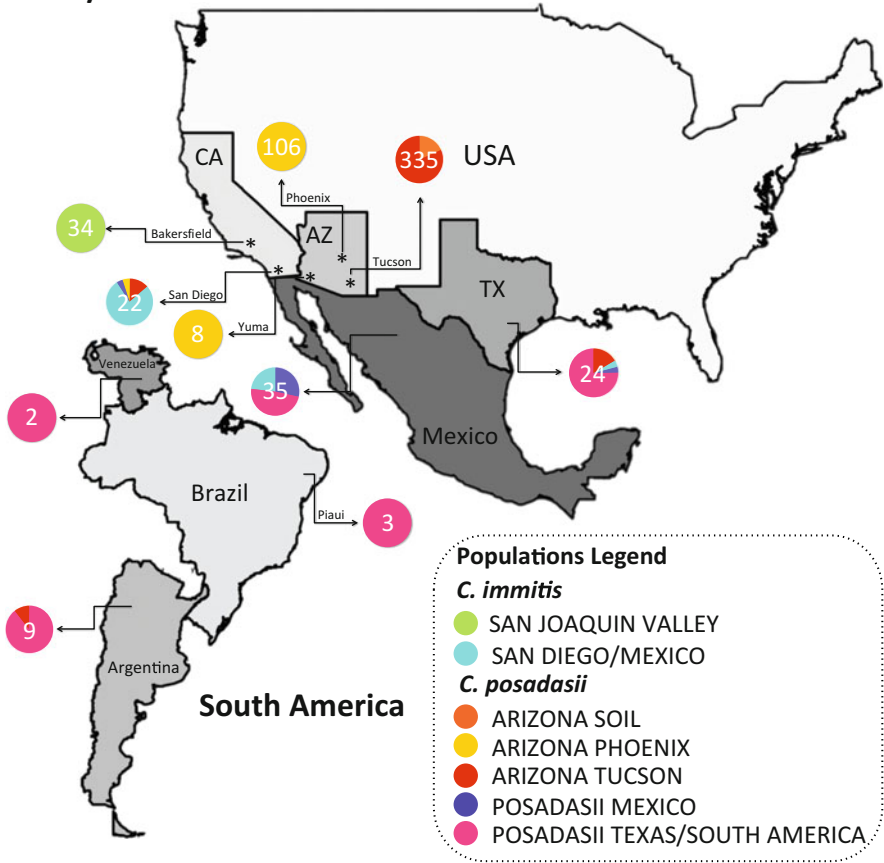 CA
106
335
USA
Phoenix
34
Bakersfield
*
AZ
*
Tucson
*
*
*
TX
22
San Diego
8
Yuma
Venezuela
35
24
2
Mexico
Brazil
Piaui
3
9
Argentina
South America
Populations Legend
C. immitis
SAN JOAQUIN VALLEY
SAN DIEGO/MEXICO
C. posadasii
ARIZONA SOIL
ARIZONA PHOENIX
ARIZONA TUCSON
POSADASII MEXICO
POSADASII TEXAS/SOUTH AMERICA